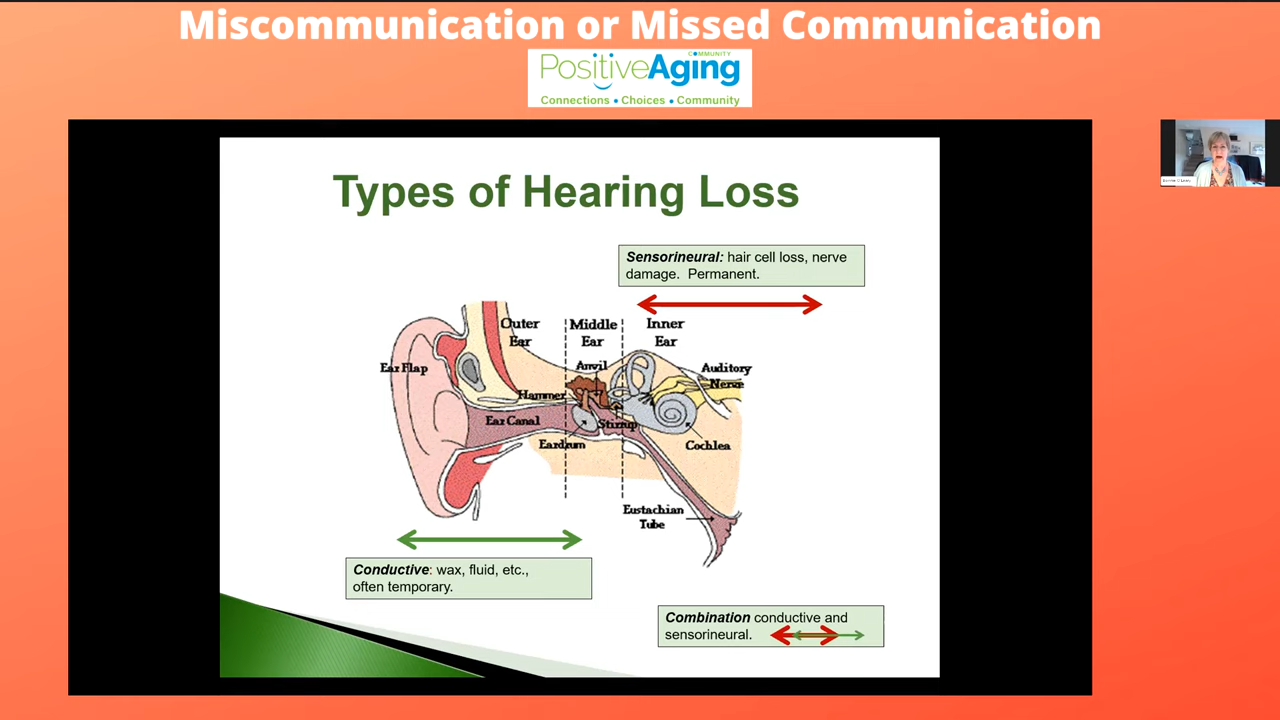 Miscommunication or Missed Communication
COMMUNITY
PositiveAging
Connections • Choices • Community
Types of Hearing Loss
Sensorineural: hair cell loss, nerve
damage. Permanent.
Outer
Ear
Middle
Ear
Inner
Ear
Ear Flap
Anvil
Auditory
Nerve
Hammer
Ear Canal
Stirrup
Eardrum
Cochlea
Eustachian
Tube
Conductive: wax, fluid, etc.,
often temporary.
Combination conductive and
sensorineural.